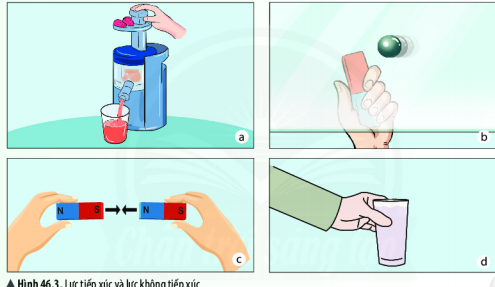 a
b
N S N S
c
d
▲ Hình 46.3. Lực tiếp xúc và lực không tiếp xúc